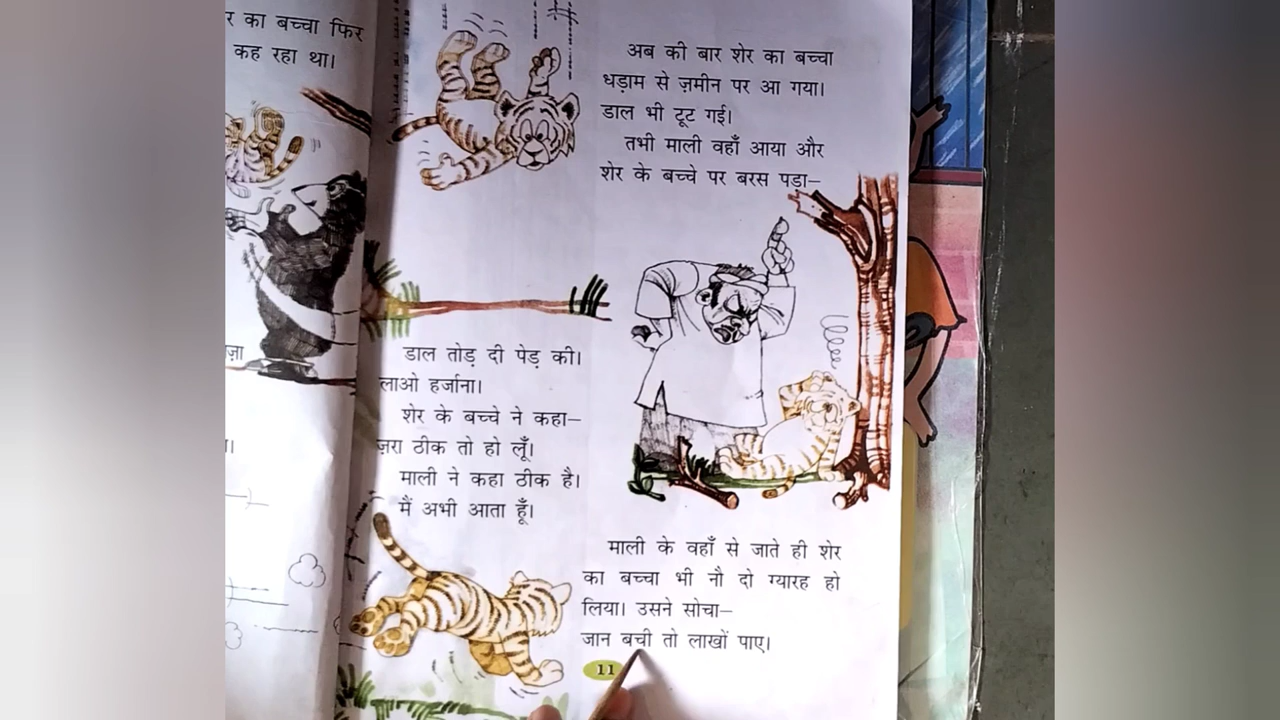 र का बच्चा फिर
कह रहा था।
अब की बार शेर का बच्चा
धड़ाम से ज़मीन पर आ गया।
डाल भी टूट गई।
तभी माली वहाँ आया और
शेर के बच्चे पर बरस पड़ा–
डाल तोड़ दी पेड़ की।
लाओ हर्जाना।
शेर के बच्चे ने कहा–
ज़रा ठीक तो हो लूँ।
माली ने कहा ठीक है।
मैं अभी आता हूँ।
माली के वहाँ से जाते ही शेर
का बच्चा भी नौ दो ग्यारह हो
लिया। उसने सोचा–
जान बची तो लाखों पाए।
11